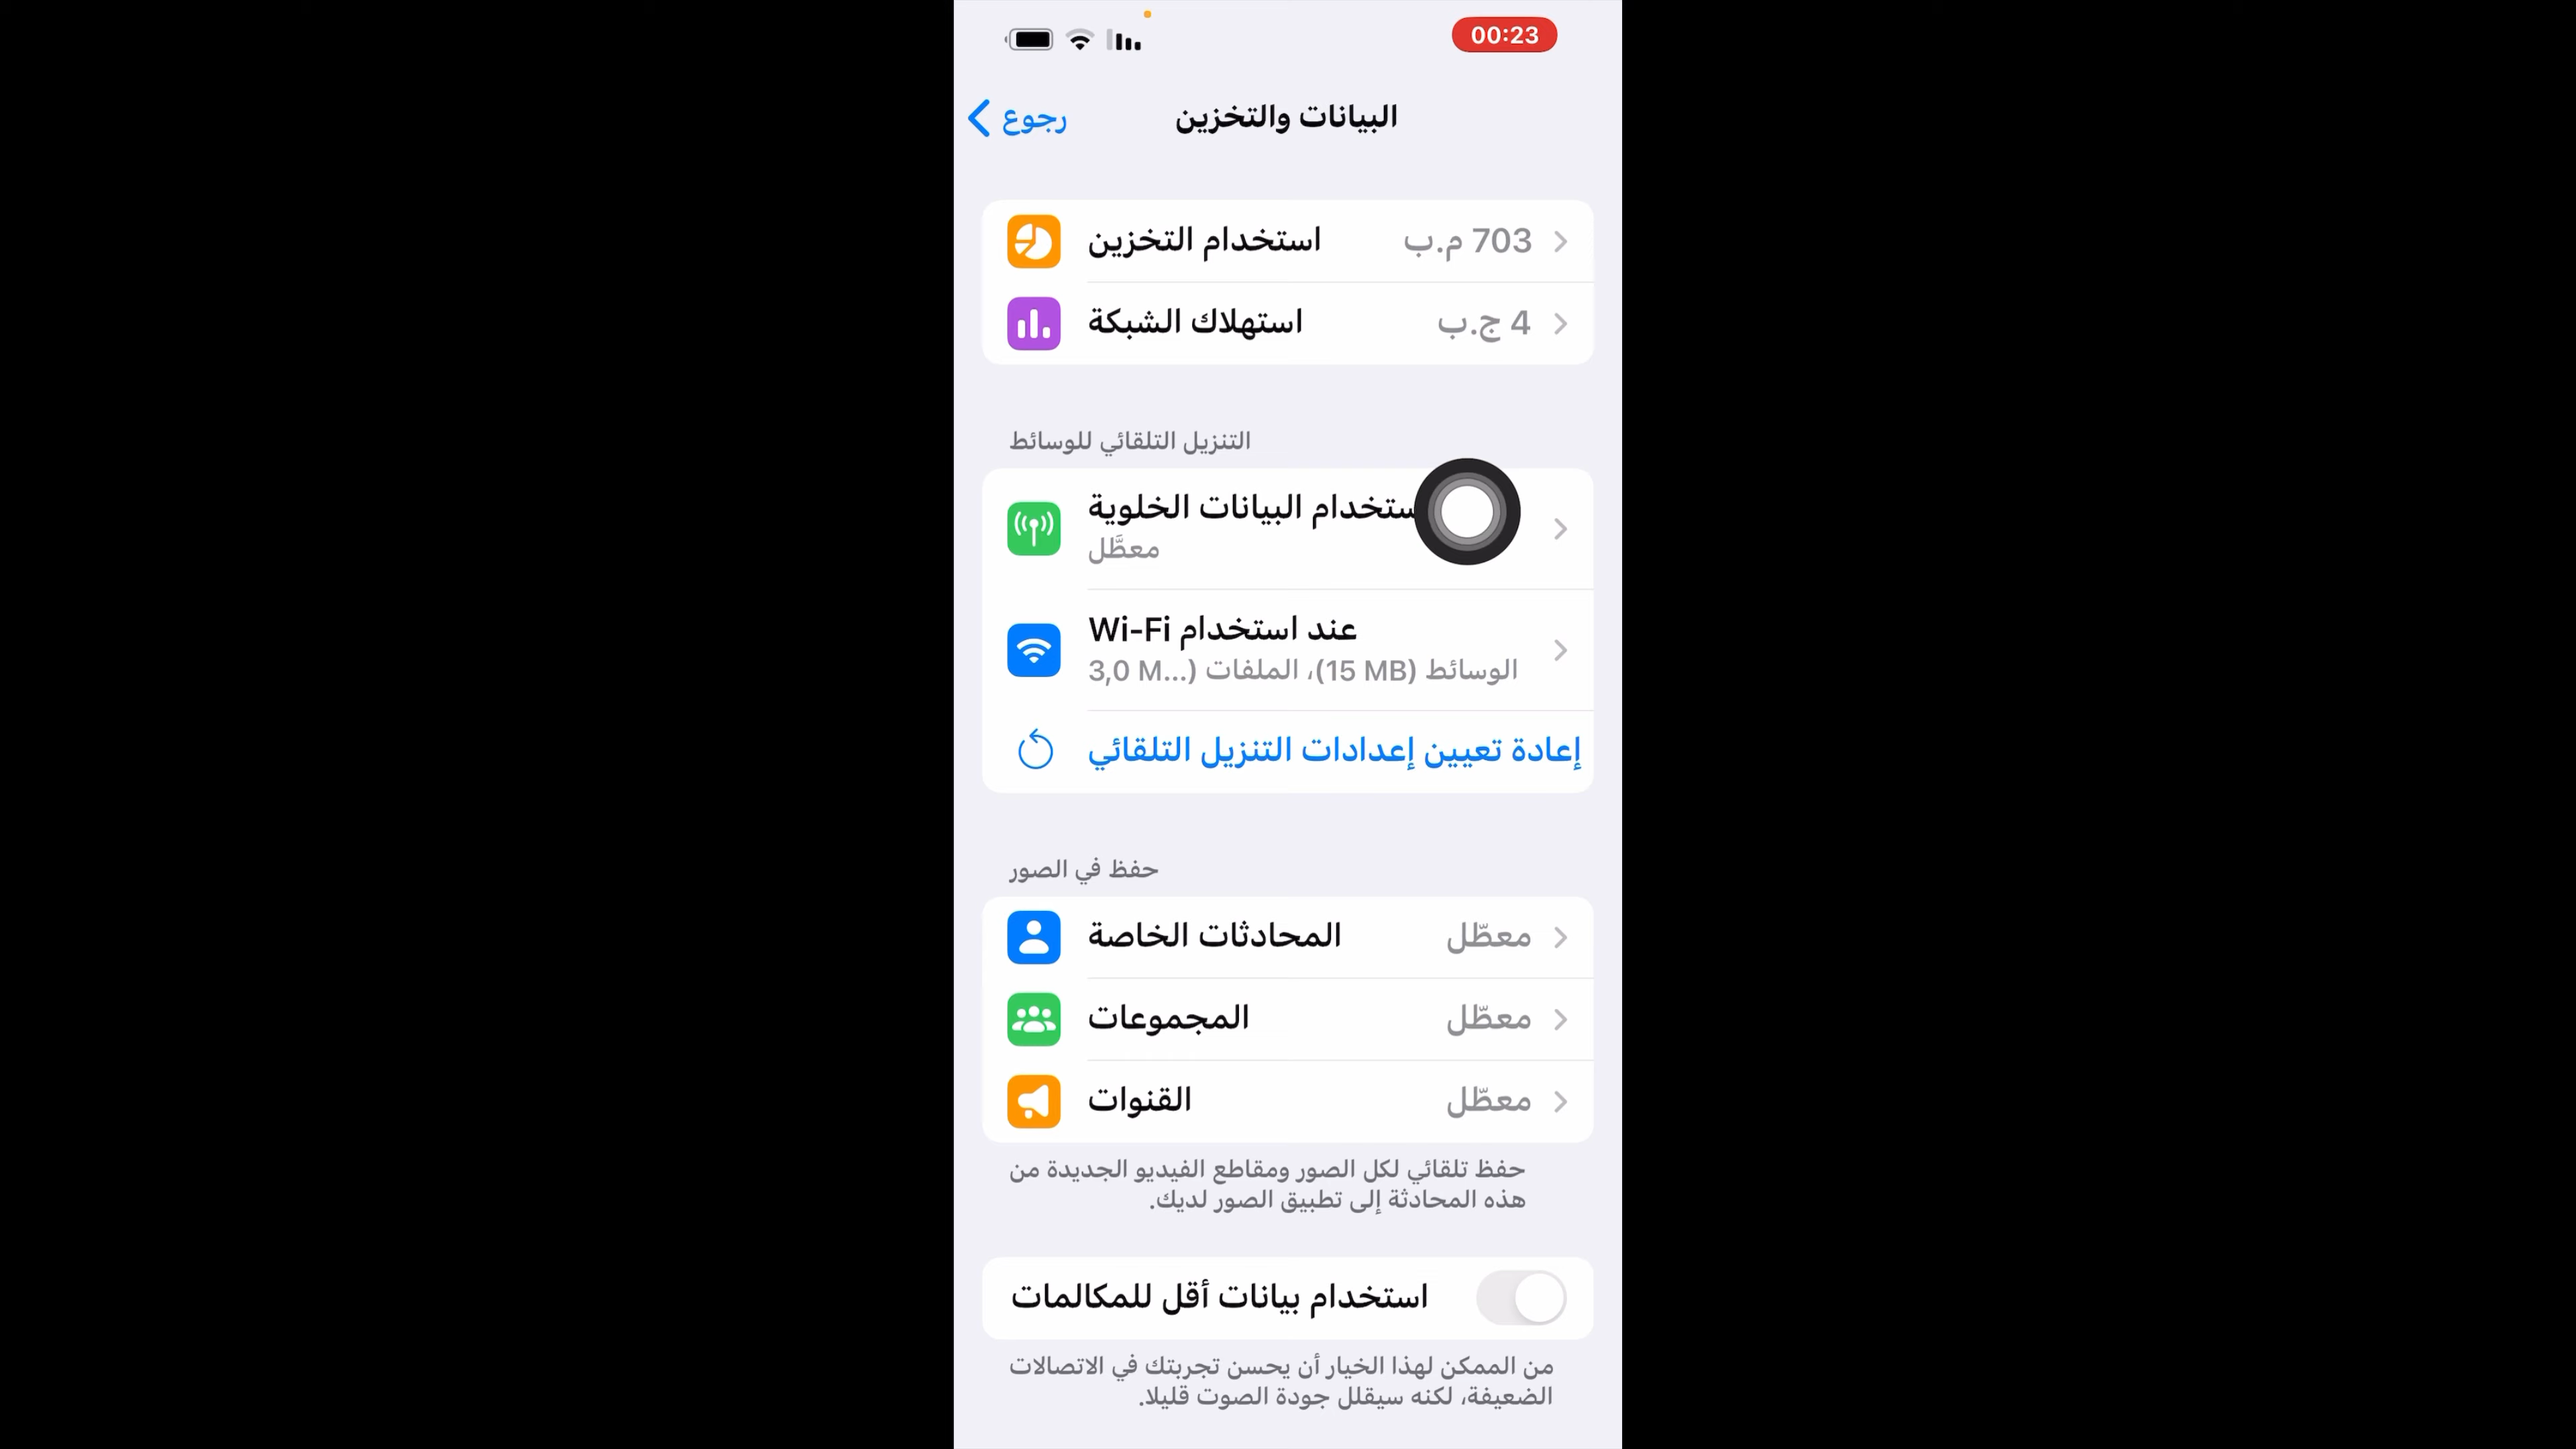 00:23
رجوع
البيانات والتخزين
استخدام التخزين 703 م.ب
استهلاك الشبكة 4 ج.ب
التنزيل التلقائي للوسائط
البيانات الخلوية
معطَّل
عند استخدام Wi-Fi
الوسائط (15 MB)، الملفات (3,0 M...
إعادة تعيين إعدادات التنزيل التلقائي
حفظ في الصور
المحادثات الخاصة معطّل
المجموعات معطّل
القنوات معطّل
حفظ تلقائي لكل الصور ومقاطع الفيديو الجديدة من
هذه المحادثة إلى تطبيق الصور لديك.
استخدام بيانات أقل للمكالمات
من الممكن لهذا الخيار أن يحسن تجربتك في الاتصالات
الضعيفة، لكنه سيقلل جودة الصوت قليلا.